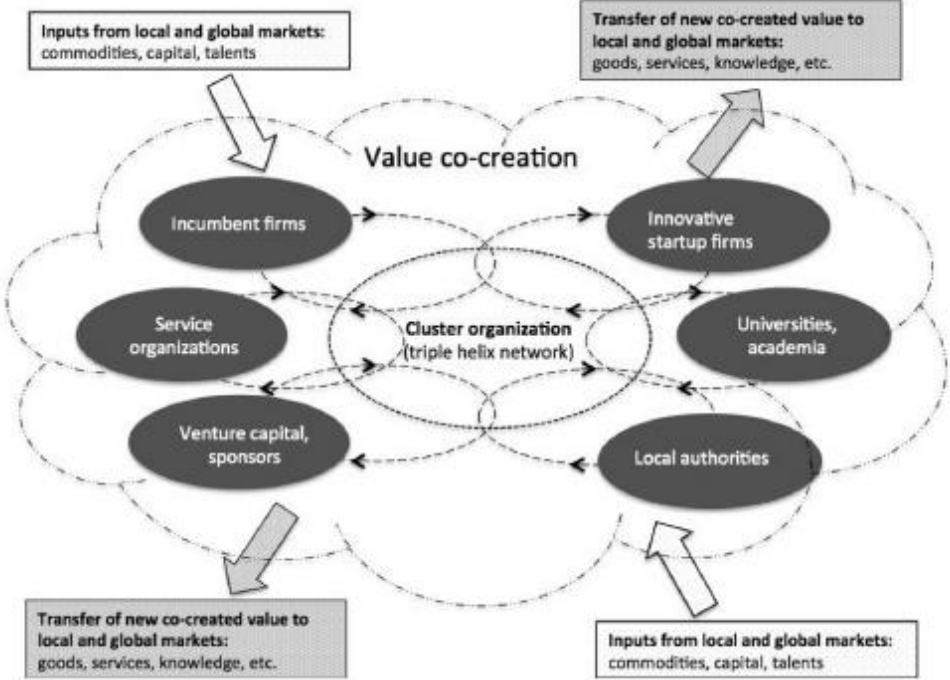 Inputs from local and global markets:
commodities, capital, talents
Transfer of new co-created value to
local and global markets:
goods, services, knowledge, etc.
Value co-creation
Incumbent firms
Innovative
startup firms
Service
organizations
Cluster organization
(triple helix network)
Universities,
academia
Venture capital,
sponsors
Local authorities
Transfer of new co-created value to
local and global markets:
goods, services, knowledge, etc.
Inputs from local and global markets:
commodities, capital, talents